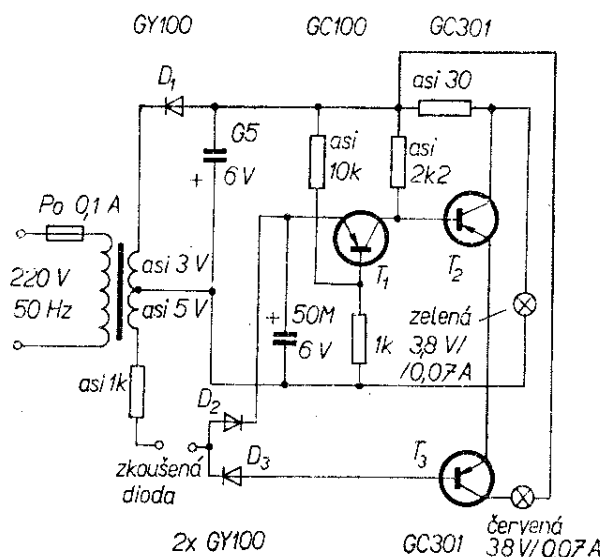 GY100 GC100 GC301
D1
asi 30
G5
+ 6 V
asi
10k
asi
2k2
Po 0,1 A
220 V
50 Hz
asi 3 V
asi 5 V
T1
T2
+ 50M
6 V
1k
zelená
3,8 V/
/0,07 A
asi 1k
D2
D3
T3
zkoušená
dioda
červená
3,8 V/0,07 A
2x GY100 GC301